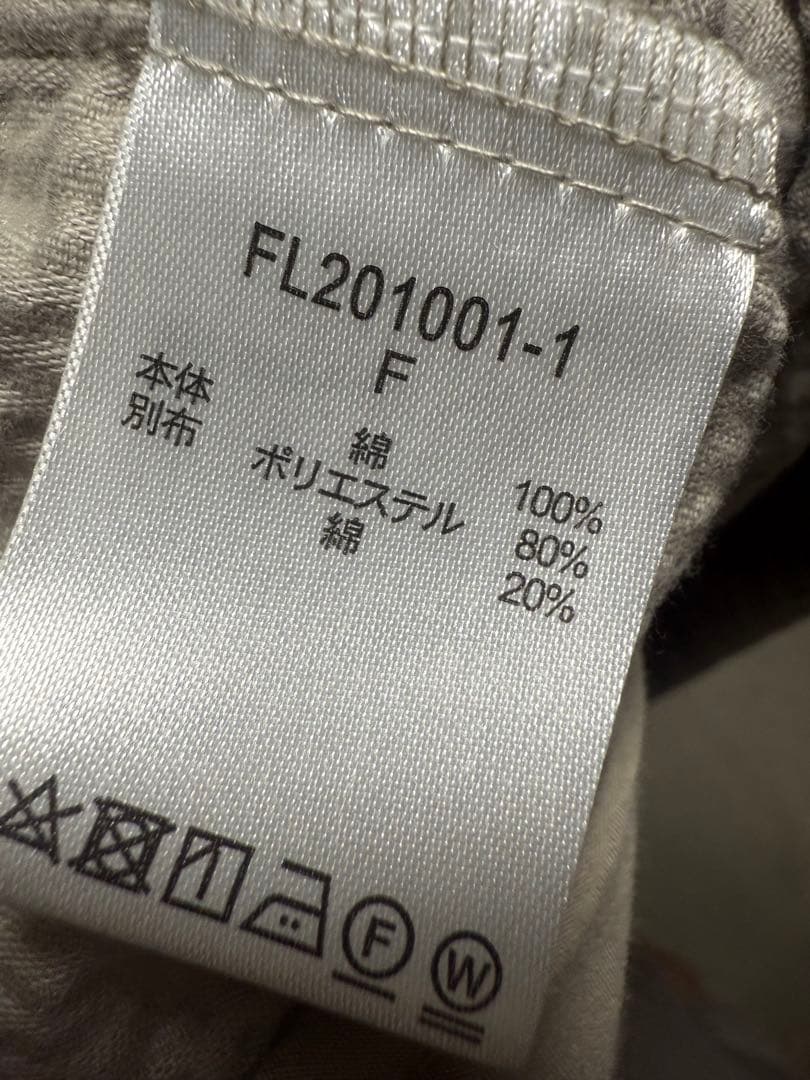 FL201001-1
F
本体 綿 100%
別布 ポリエステル 80%
綿 20%
F
W